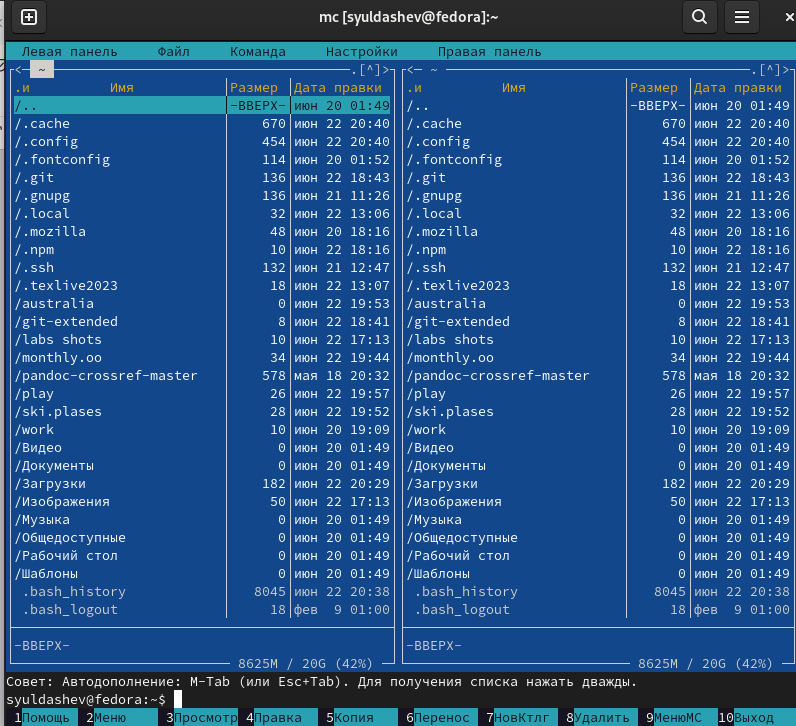 mc [syuldashev@fedora]:~
Левая панель Файл Команда Настройки Правая панель
<─ ~ .[^]> <─ ~ .[^]>
.и Имя Размер Дата правки .и Имя Размер Дата правки
/.. -ВВЕРХ- июн 20 01:49 /.. -ВВЕРХ- июн 20 01:49
/.cache 670 июн 22 20:40 /.cache 670 июн 22 20:40
/.config 454 июн 22 20:40 /.config 454 июн 22 20:40
/.fontconfig 114 июн 20 01:52 /.fontconfig 114 июн 20 01:52
/.git 136 июн 22 18:43 /.git 136 июн 22 18:43
/.gnupg 136 июн 21 11:26 /.gnupg 136 июн 21 11:26
/.local 32 июн 22 13:06 /.local 32 июн 22 13:06
/.mozilla 48 июн 20 18:16 /.mozilla 48 июн 20 18:16
/.npm 10 июн 22 18:16 /.npm 10 июн 22 18:16
/.ssh 132 июн 21 12:47 /.ssh 132 июн 21 12:47
/.texlive2023 18 июн 22 13:07 /.texlive2023 18 июн 22 13:07
/australia 0 июн 22 19:53 /australia 0 июн 22 19:53
/git-extended 8 июн 22 18:41 /git-extended 8 июн 22 18:41
/labs shots 10 июн 22 17:13 /labs shots 10 июн 22 17:13
/monthly.oo 34 июн 22 19:44 /monthly.oo 34 июн 22 19:44
/pandoc-crossref-master 578 мая 18 20:32 /pandoc-crossref-master 578 мая 18 20:32
/play 26 июн 22 19:57 /play 26 июн 22 19:57
/ski.plases 28 июн 22 19:52 /ski.plases 28 июн 22 19:52
/work 10 июн 20 19:09 /work 10 июн 20 19:09
/Видео 0 июн 20 01:49 /Видео 0 июн 20 01:49
/Документы 0 июн 20 01:49 /Документы 0 июн 20 01:49
/Загрузки 182 июн 22 20:29 /Загрузки 182 июн 22 20:29
/Изображения 50 июн 22 17:13 /Изображения 50 июн 22 17:13
/Музыка 0 июн 20 01:49 /Музыка 0 июн 20 01:49
/Общедоступные 0 июн 20 01:49 /Общедоступные 0 июн 20 01:49
/Рабочий стол 0 июн 20 01:49 /Рабочий стол 0 июн 20 01:49
/Шаблоны 0 июн 20 01:49 /Шаблоны 0 июн 20 01:49
.bash_history 8045 июн 22 20:38 .bash_history 8045 июн 22 20:38
.bash_logout 18 фев 9 01:00 .bash_logout 18 фев 9 01:00
-ВВЕРХ- -ВВЕРХ-
8625M / 20G (42%) 8625M / 20G (42%)
Совет: Автодополнение: M-Tab (или Esc+Tab). Для получения списка нажать дважды.
syuldashev@fedora:~$
1Помощь 2Меню 3Просмотр 4Правка 5Копия 6Перенос 7НовКтлг 8Удалить 9МенюMC 10Выход